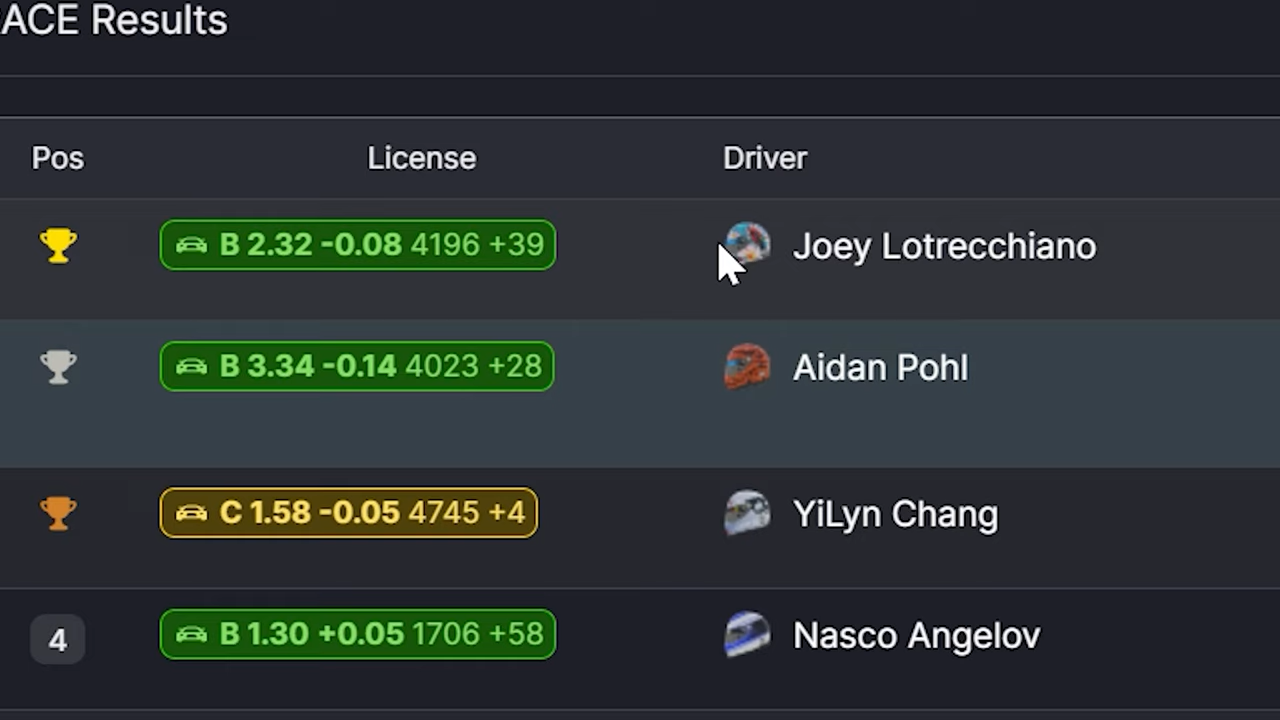 ACE Results
Pos License Driver
B 2.32 -0.08 4196 +39 Joey Lotrecchiano
B 3.34 -0.14 4023 +28 Aidan Pohl
C 1.58 -0.05 4745 +4 YiLyn Chang
4 B 1.30 +0.05 1706 +58 Nasco Angelov